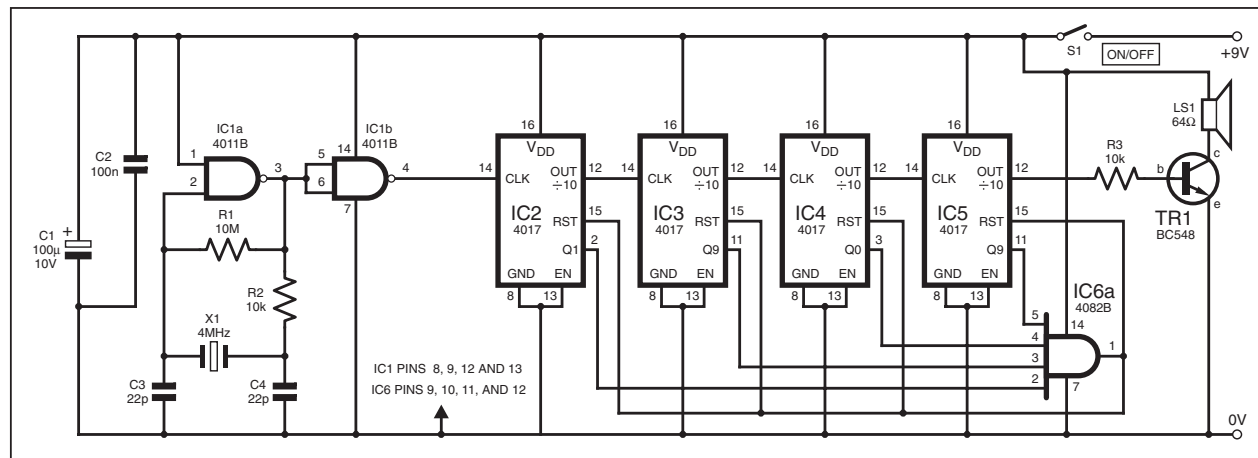 S1
ON/OFF
+9V
IC1a
4011B
IC1b
4011B
LS1
64Ω
C2
100n
1
2
3
5
6
14
4
7
C1
100µ
10V
+
R1
10M
R2
10k
X1
4MHz
C3
22p
C4
22p
IC1 PINS 8, 9, 12 AND 13
IC6 PINS 9, 10, 11, AND 12
16
VDD
14
CLK
OUT
÷10
12
IC2
4017
RST
15
Q1
2
GND
EN
8
13
16
VDD
14
CLK
OUT
÷10
12
IC3
4017
RST
15
Q9
11
GND
EN
8
13
16
VDD
14
CLK
OUT
÷10
12
IC4
4017
RST
15
Q0
3
GND
EN
8
13
16
VDD
14
CLK
OUT
÷10
12
IC5
4017
RST
15
Q9
11
GND
EN
8
13
R3
10k
b
c
e
TR1
BC548
IC6a
4082B
5
4
3
2
14
1
7
0V